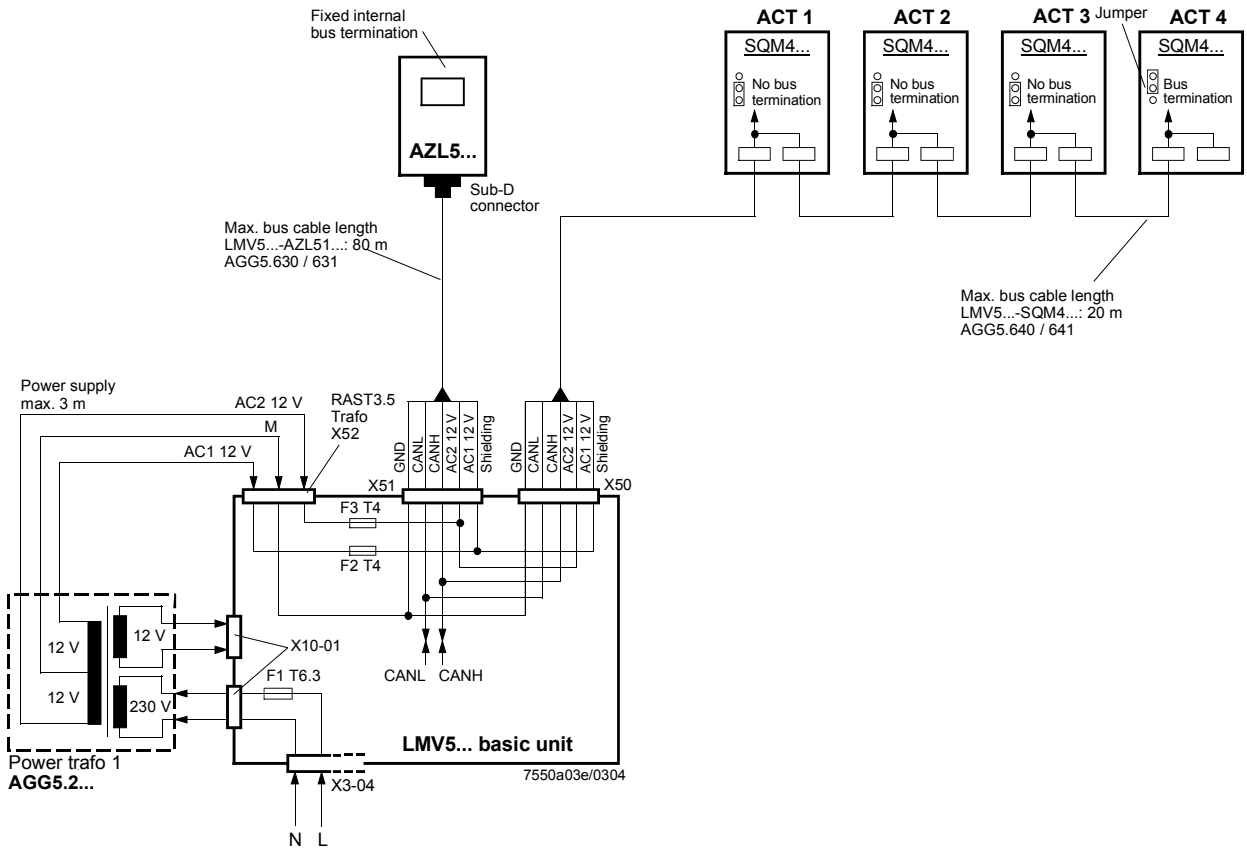 Fixed internal
bus termination
AZL5...
Sub-D
connector
Max. bus cable length
LMV5...-AZL51...: 80 m
AGG5.630 / 631
ACT 1
SQM4...
No bus
termination
ACT 2
SQM4...
No bus
termination
ACT 3
SQM4...
No bus
termination
Jumper
ACT 4
SQM4...
Bus
termination
Max. bus cable length
LMV5...-SQM4...: 20 m
AGG5.640 / 641
Power supply
max. 3 m
AC2 12 V
M
AC1 12 V
RAST3.5
Trafo
X52
GND
CANL
CANH
AC2 12 V
AC1 12 V
Shielding
GND
CANL
CANH
AC2 12 V
AC1 12 V
Shielding
X51
X50
F3 T4
F2 T4
12 V
12 V
12 V
230 V
X10-01
F1 T6.3
CANL
CANH
LMV5... basic unit
Power trafo 1
AGG5.2...
X3-04
7550a03e/0304
N
L